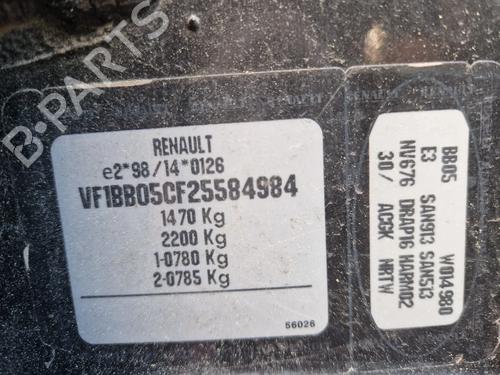 RENAULT
e2*98/14*0126
VF1BB05CF25584984
1470 Kg
2200 Kg
1-0780 Kg
2-0785 Kg
56026
BB05 W014980
E3 SAN913 SAM513
NV676 DRAP16 HARM02
30/ ACGK NRTW
B-PARTS